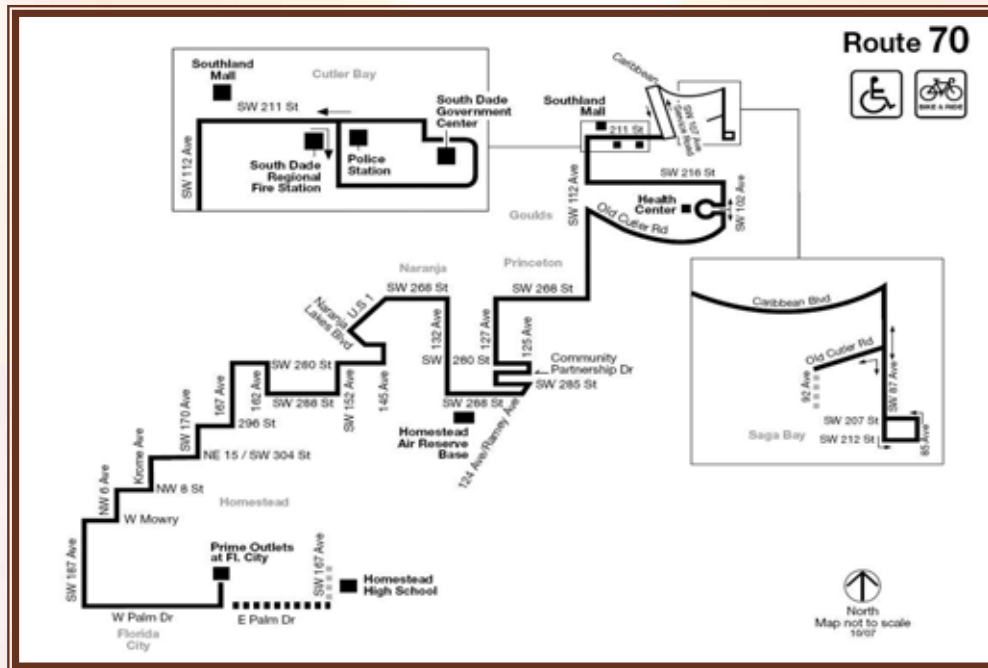 Route 70
BIKE & RIDE
Southland
Mall
Cutler Bay
SW 211 St
South Dade
Government
Center
SW 112 Ave
South Dade
Regional
Fire Station
Police
Station
Caribbean
Southland
Mall
211 St
SW 107 Ave
Service Road
SW 216 St
SW 112 Ave
Health
Center
SW 102 Ave
Goulds
Old Cutler Rd
Naranja
Princeton
SW 268 St
SW 268 St
U.S 1
Naranja
Lakes Blvd
132 Ave
127 Ave
125 Ave
SW 280 St
SW 280 St
Community
Partnership Dr
SW 285 St
167 Ave
162 Ave
SW 288 St
SW 152 Ave
145 Ave
SW 288 St
Homestead
Air Reserve
Base
124 Ave/Ramey Ave
SW 170 Ave
296 St
Krome Ave
NE 15 / SW 304 St
NW 6 Ave
NW 8 St
Homestead
W Mowry
SW 187 Ave
Prime Outlets
at Fl. City
SW 167 Ave
Homestead
High School
W Palm Dr
E Palm Dr
Florida
City
Caribbean Blvd
Old Cutler Rd
92 Ave
SW 87 Ave
SW 207 St
Saga Bay
SW 212 St
85 Ave
North
Map not to scale
10/07